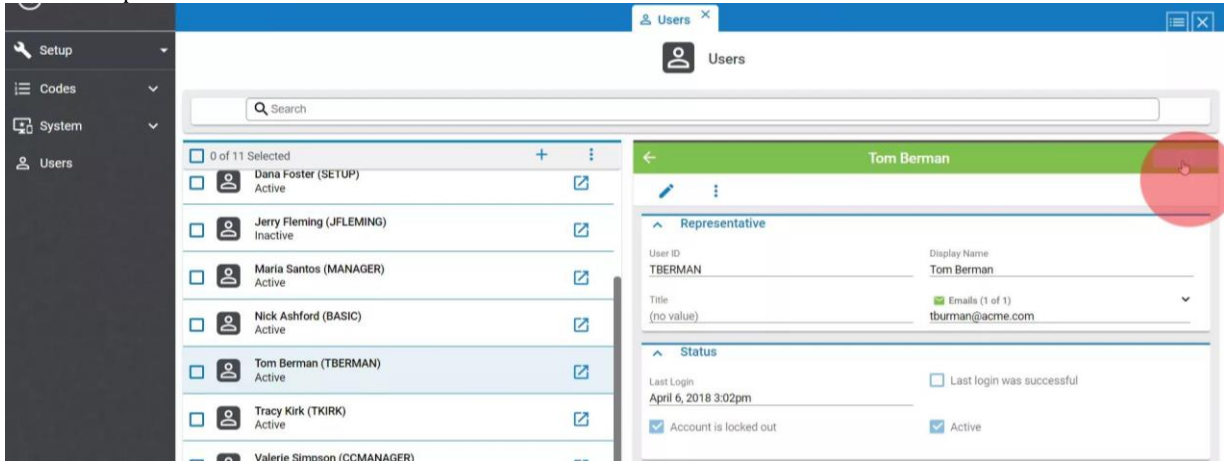 Users
Setup
Users
Codes
Search
System
0 of 11 Selected
Tom Berman
Users
Dana Foster (SETUP)
Active
Jerry Fleming (JFLEMING)
Inactive
Maria Santos (MANAGER)
Active
Nick Ashford (BASIC)
Active
Tom Berman (TBERMAN)
Active
Tracy Kirk (TKIRK)
Active
Valerie Simpson (CCMANAGER)
Representative
User ID
Display Name
TBERMAN
Tom Berman
Title
Emails (1 of 1)
(no value)
tburman@acme.com
Status
Last Login
Last login was successful
April 6, 2018 3:02pm
Account is locked out
Active